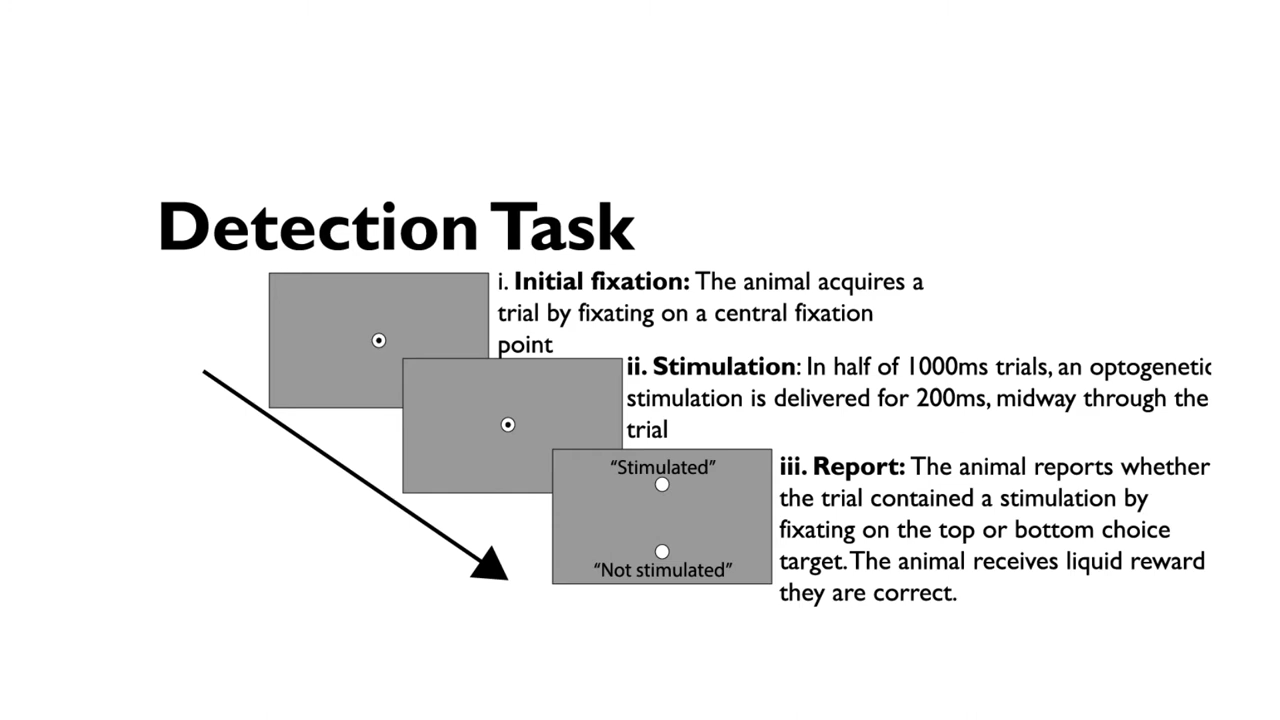 Detection Task
i. Initial fixation: The animal acquires a
trial by fixating on a central fixation
point
ii. Stimulation: In half of 1000ms trials, an optogenetic
stimulation is delivered for 200ms, midway through the
trial
"Stimulated"
"Not stimulated"
iii. Report: The animal reports whether
the trial contained a stimulation by
fixating on the top or bottom choice
target. The animal receives liquid reward
they are correct.